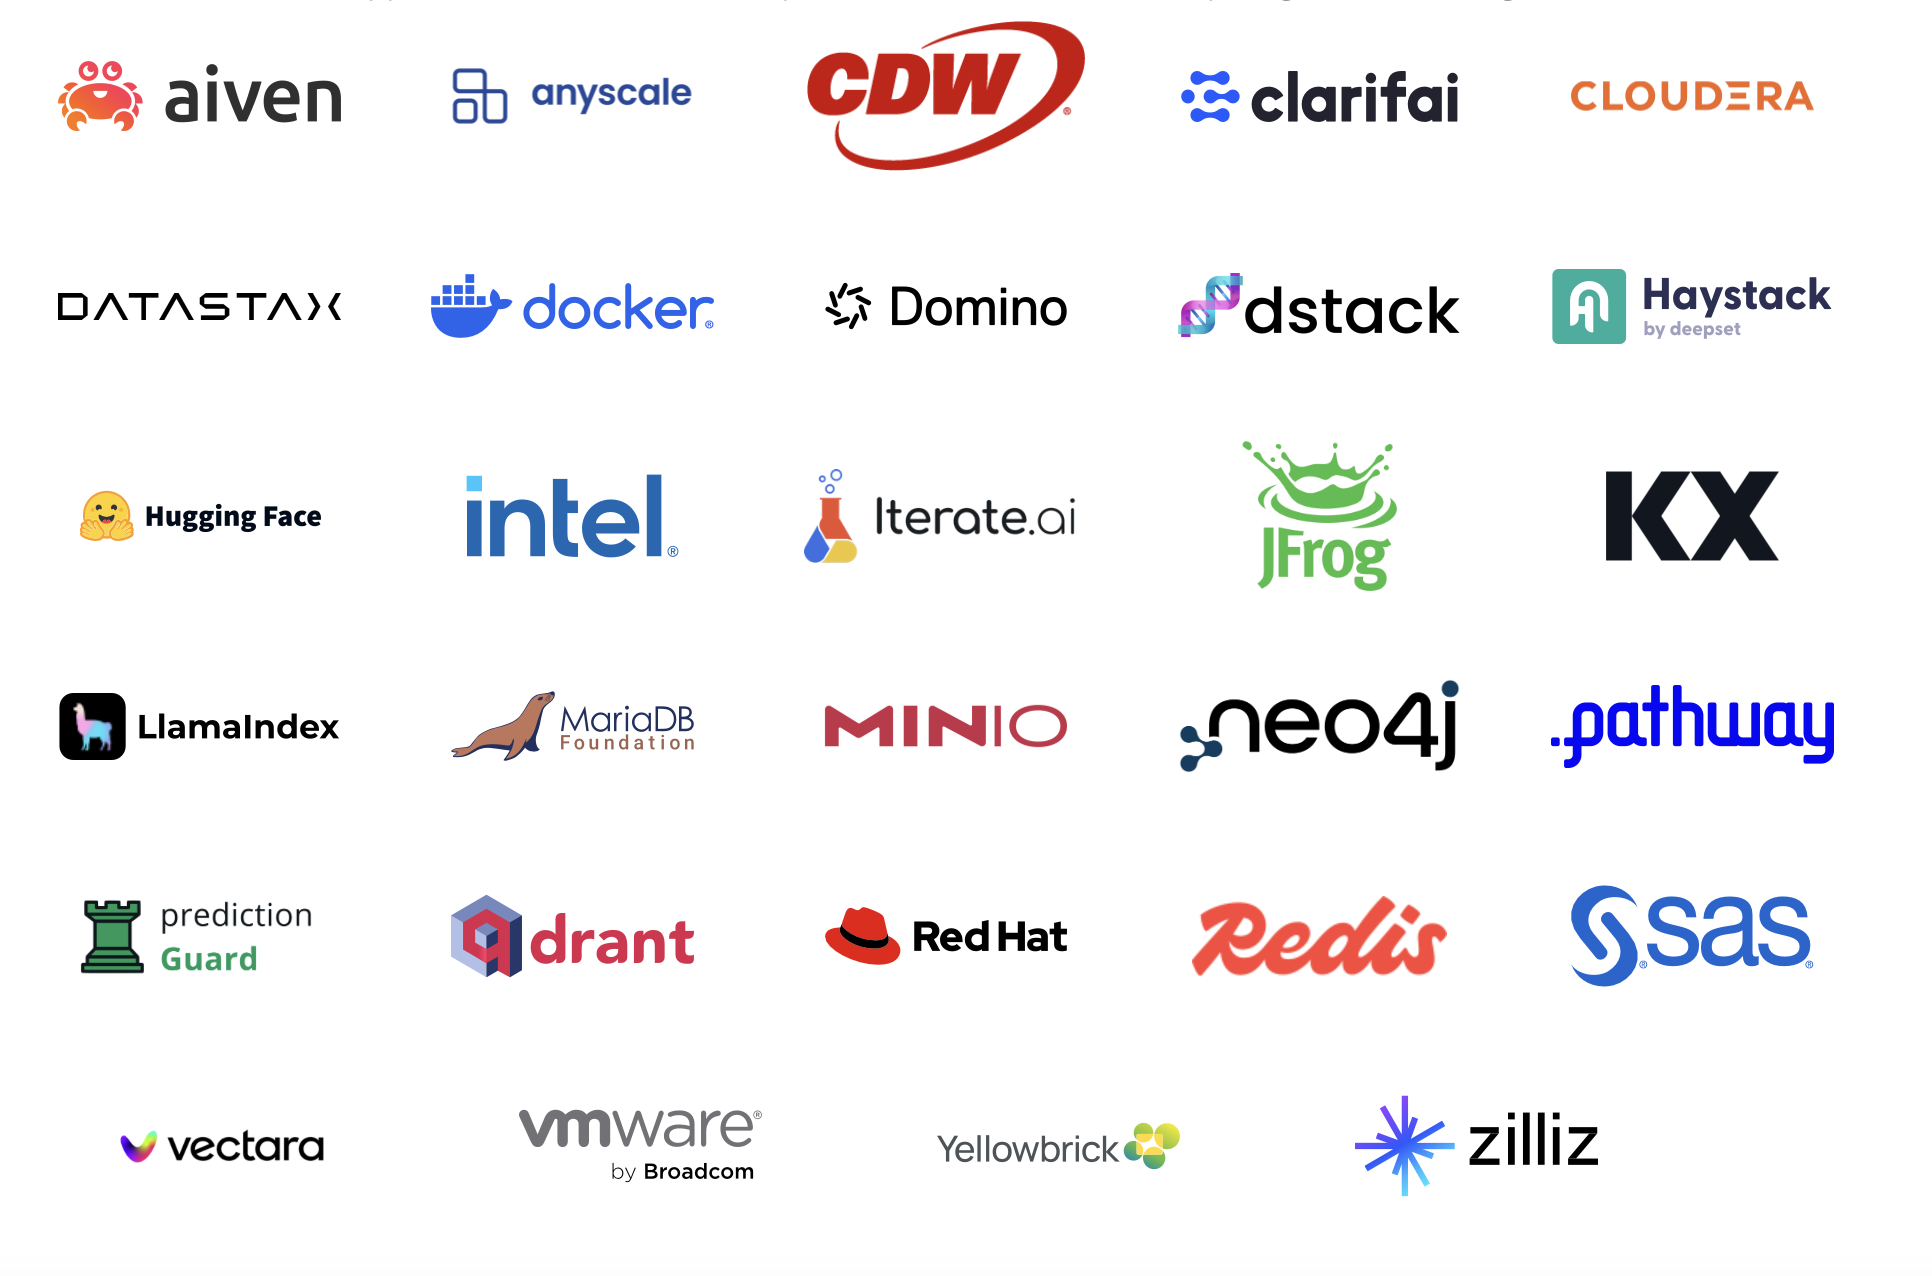 aiven
anyscale
CDW®
clarifai
CLOUDERA
DATASTAX
docker®
Domino
dstack
Haystack
by deepset
Hugging Face
intel®
Iterate.ai
JFrog
KX
LlamaIndex
MariaDB
Foundation
MINIO
neo4j
.pathway
prediction
Guard
qdrant
Red Hat
Redis
S®sas®
vectara
vmware®
by Broadcom
Yellowbrick
zilliz